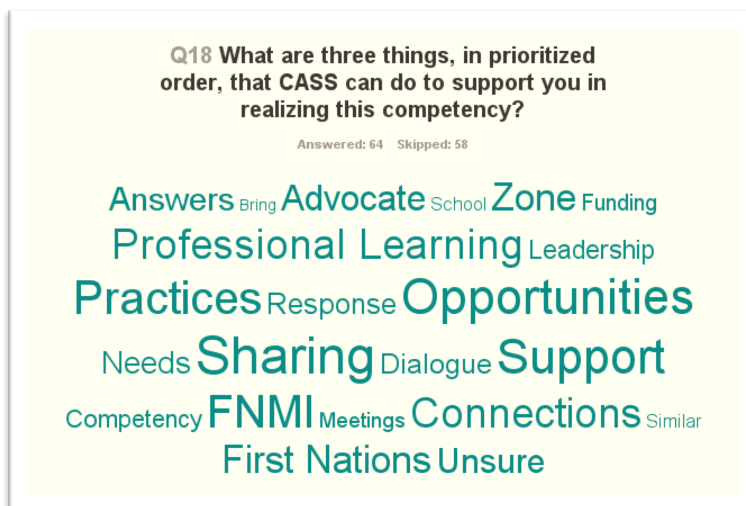 Q18 What are three things, in prioritized
order, that CASS can do to support you in
realizing this competency?
Answered: 64 Skipped: 58
Answers Bring Advocate School Zone Funding
Professional Learning Leadership
Practices Response Opportunities
Needs Sharing Dialogue Support
Competency FNMI Meetings Connections Similar
First Nations Unsure